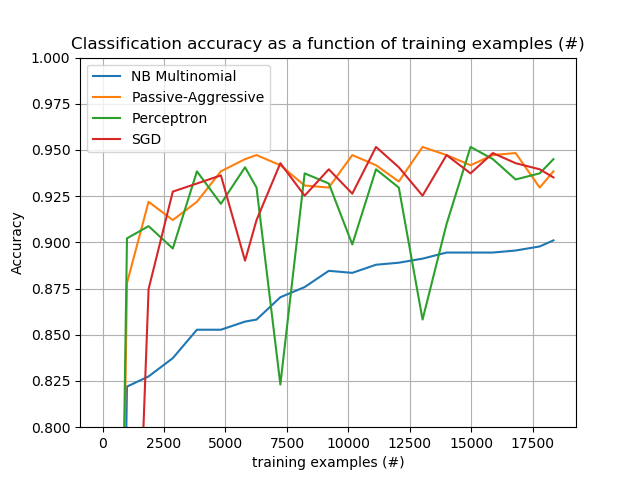 Classification accuracy as a function of training examples (#)
NB Multinomial
Passive-Aggressive
Perceptron
SGD
Accuracy
1.000
0.975
0.950
0.925
0.900
0.875
0.850
0.825
0.800
0 2500 5000 7500 10000 12500 15000 17500
training examples (#)